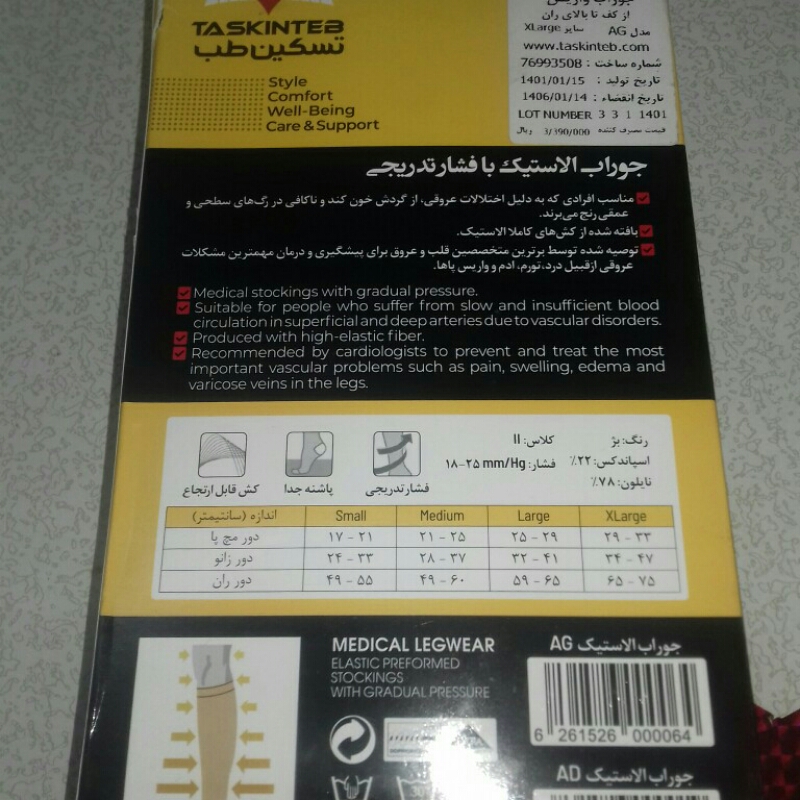 TASKINTEB
تسکین طب
Style
Comfort
Well-Being
Care & Support
جوراب واریس
از کف تا بالای ران
مدل AG سایز XLarge
www.taskinteb.com
شماره ساخت : 76993508
تاریخ تولید : 1401/01/15
تاریخ انقضاء : 1406/01/14
LOT NUMBER 3 3 1 1401
قیمت مصرف کننده 3/390/000 ریال
جوراب الاستیک با فشار تدریجی
مناسب افرادی که به دلیل اختلالات عروقی، از گردش خون کند و ناکافی در رگ‌های سطحی و
عمقی رنج می‌برند.
بافته شده از کش‌های کاملا الاستیک.
توصیه شده توسط برترین متخصصین قلب و عروق برای پیشگیری و درمان مهمترین مشکلات
عروقی ازقبیل درد،تورم، ادم و واریس پاها.
Medical stockings with gradual pressure.
Suitable for people who suffer from slow and insufficient blood
circulation in superficial and deep arteries due to vascular disorders.
Produced with high-elastic fiber.
Recommended by cardiologists to prevent and treat the most
important vascular problems such as pain, swelling, edema and
varicose veins in the legs.
رنگ: بژ
کلاس: II
اسپاندکس: ۲۲٪
فشار: ۱۸-۲۵ mm/Hg
نایلون: ۷۸٪
فشار تدریجی
پاشنه جدا
کش قابل ارتجاع
اندازه (سانتیمتر) Small Medium Large XLarge
دور مچ پا ۱۷ - ۲۱ ۲۱ - ۲۵ ۲۵ - ۲۹ ۲۹ - ۳۳
دور زانو ۲۴ - ۳۳ ۲۸ - ۳۷ ۳۲ - ۴۱ ۳۴ - ۴۷
دور ران ۴۹ - ۵۵ ۴۹ - ۶۰ ۵۹ - ۶۵ ۶۵ - ۷۵
MEDICAL LEGWEAR
ELASTIC PREFORMED
STOCKINGS
WITH GRADUAL PRESSURE
جوراب الاستیک AG
6 261526 000064
جوراب الاستیک AD